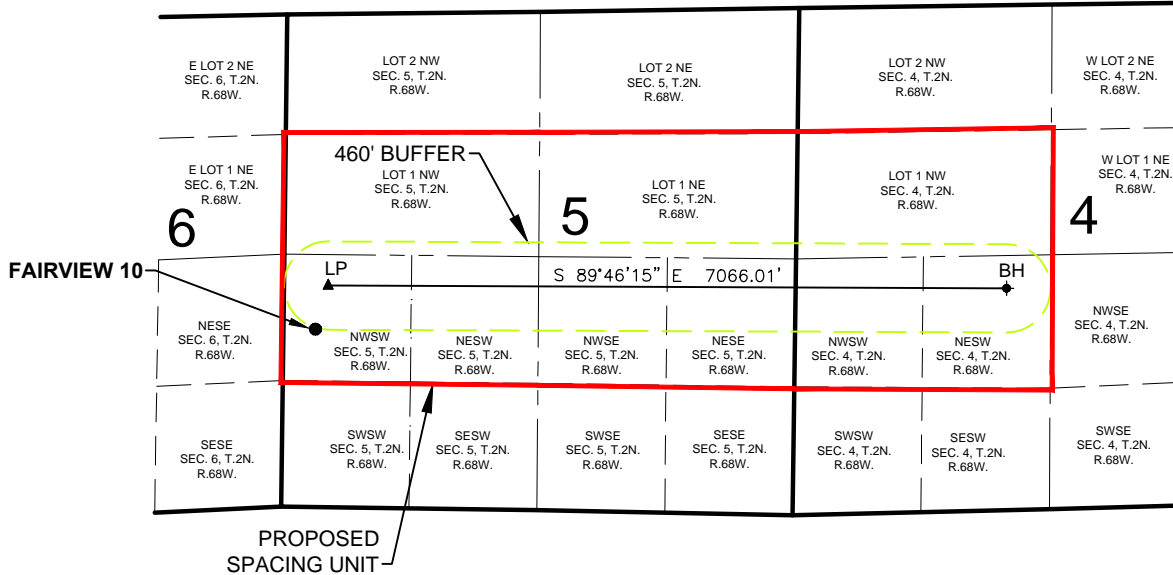 E LOT 2 NE
SEC. 6, T.2N.
R.68W.
LOT 2 NW
SEC. 5, T.2N.
R.68W.
LOT 2 NE
SEC. 5, T.2N.
R.68W.
LOT 2 NW
SEC. 4, T.2N.
R.68W.
W LOT 2 NE
SEC. 4, T.2N.
R.68W.
460' BUFFER
E LOT 1 NE
SEC. 6, T.2N.
R.68W.
LOT 1 NW
SEC. 5, T.2N.
R.68W.
LOT 1 NE
SEC. 5, T.2N.
R.68W.
LOT 1 NW
SEC. 4, T.2N.
R.68W.
W LOT 1 NE
SEC. 4, T.2N.
R.68W.
6
5
4
FAIRVIEW 10
LP
S 89°46'15" E 7066.01'
BH
NESE
SEC. 6, T.2N.
R.68W.
NWSW
SEC. 5, T.2N.
R.68W.
NESW
SEC. 5, T.2N.
R.68W.
NWSE
SEC. 5, T.2N.
R.68W.
NESE
SEC. 5, T.2N.
R.68W.
NWSW
SEC. 4, T.2N.
R.68W.
NESW
SEC. 4, T.2N.
R.68W.
NWSE
SEC. 4, T.2N.
R.68W.
SESE
SEC. 6, T.2N.
R.68W.
SWSW
SEC. 5, T.2N.
R.68W.
SESW
SEC. 5, T.2N.
R.68W.
SWSE
SEC. 5, T.2N.
R.68W.
SESE
SEC. 5, T.2N.
R.68W.
SWSW
SEC. 4, T.2N.
R.68W.
SESW
SEC. 4, T.2N.
R.68W.
SWSE
SEC. 4, T.2N.
R.68W.
PROPOSED
SPACING UNIT